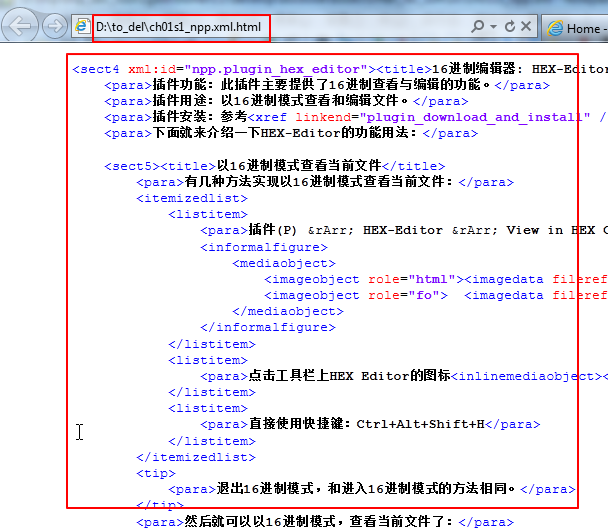 D:\to_del\ch01s1_npp.xml.html
Home -
<sect4 xml:id="npp.plugin_hex_editor"><title>16进制编辑器: HEX-Editor
<para>插件功能：此插件主要提供了16进制查看与编辑的功能。</para>
<para>插件用途：以16进制模式查看和编辑文件。</para>
<para>插件安装：参考<xref linkend="plugin_download_and_install" /
<para>下面就来介绍一下HEX-Editor的功能用法：</para>
<sect5><title>以16进制模式查看当前文件</title>
<para>有几种方法实现以16进制模式查看当前文件：</para>
<itemizedlist>
<listitem>
<para>插件(P) &rArr; HEX-Editor &rArr; View in HEX
<informalfigure>
<mediaobject>
<imageobject role="html"><imagedata fileref
<imageobject role="fo"> <imagedata fileref
</mediaobject>
</informalfigure>
</listitem>
<listitem>
<para>点击工具栏上HEX Editor的图标<inlinemediaobject><
</listitem>
<listitem>
<para>直接使用快捷键：Ctrl+Alt+Shift+H</para>
</listitem>
</itemizedlist>
<tip>
<para>退出16进制模式，和进入16进制模式的方法相同。</para>
</tip>
<para>然后就可以以16进制模式，查看当前文件了：</para>